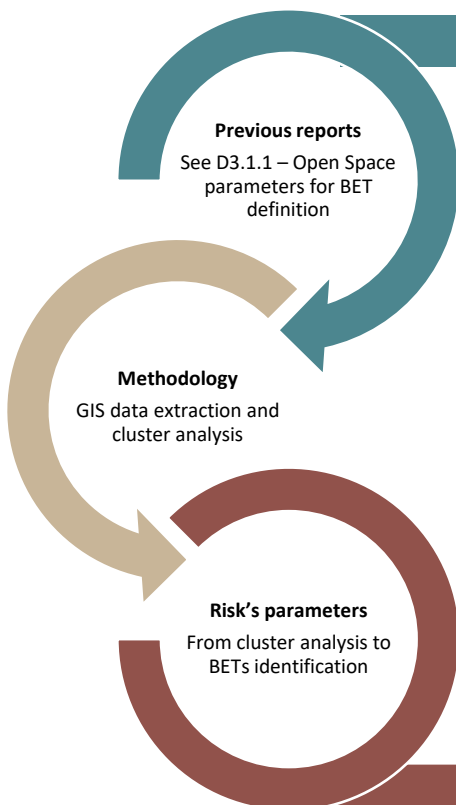 Previous reports
See D3.1.1 – Open Space
parameters for BET
definition
Methodology
GIS data extraction and
cluster analysis
Risk's parameters
From cluster analysis to
BETs identification